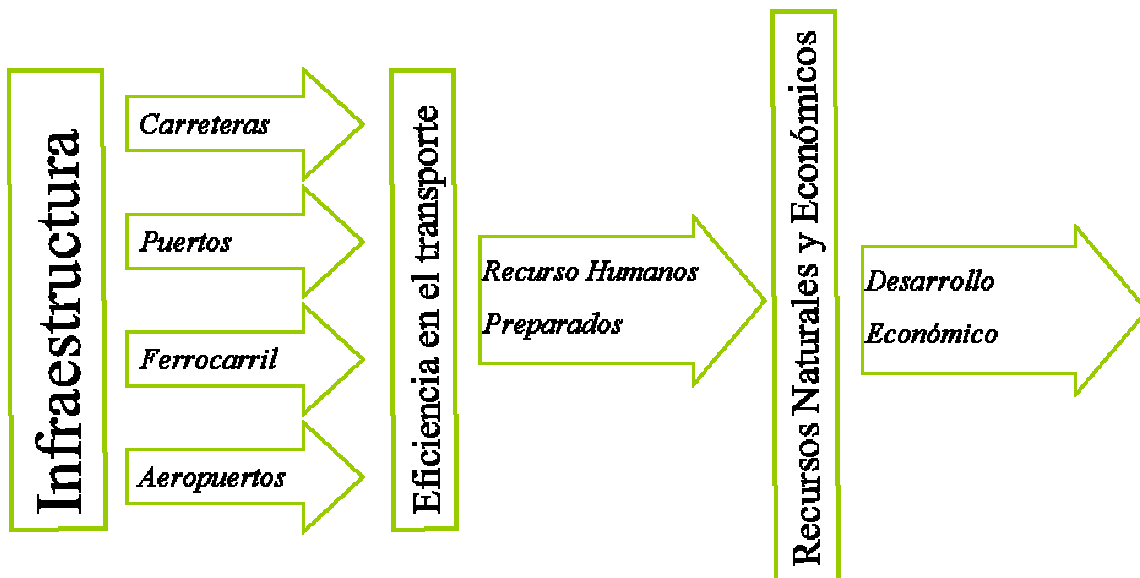 Infraestructura
Carreteras
Puertos
Ferrocarril
Aeropuertos
Eficiencia en el transporte
Recurso Humanos
Preparados
Recursos Naturales y Económicos
Desarrollo
Económico